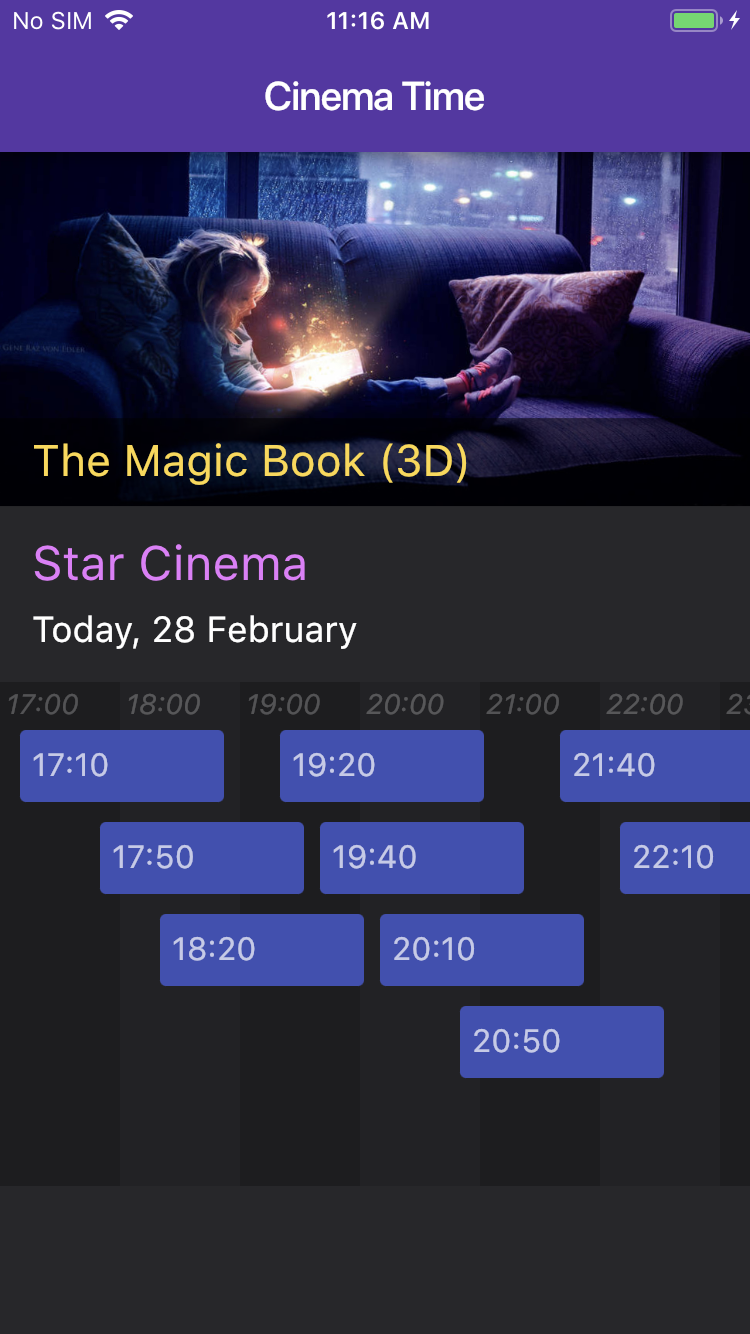 No SIM 11:16 AM
Cinema Time
GENE RAZ VON EDLER
The Magic Book (3D)
Star Cinema
Today, 28 February
17:00 18:00 19:00 20:00 21:00 22:00
17:10 19:20 21:40
17:50 19:40 22:10
18:20 20:10
20:50